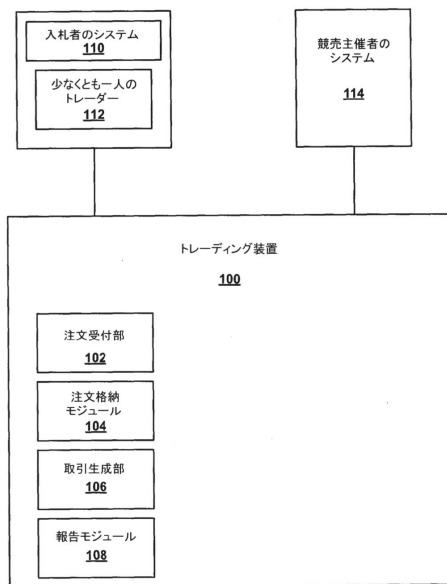 入札者のシステム
110
少なくとも一人の
トレーダー
112
競売主催者の
システム
114
トレーディング装置
100
注文受付部
102
注文格納
モジュール
104
取引生成部
106
報告モジュール
108